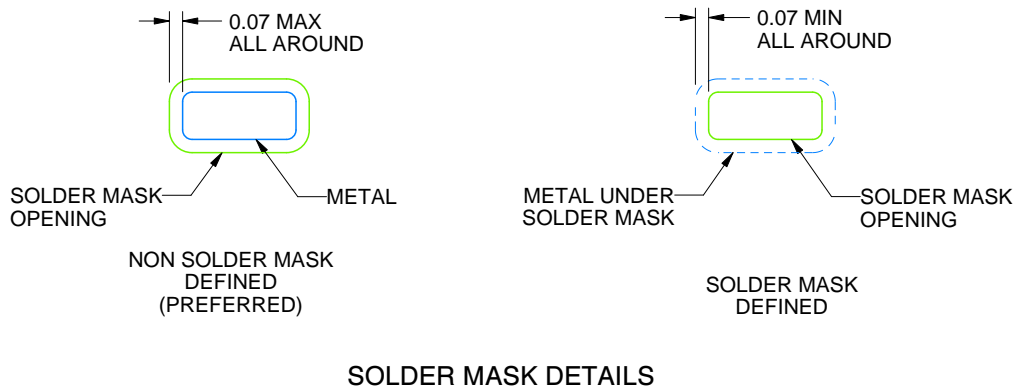 0.07 MAX
ALL AROUND
SOLDER MASK
OPENING
METAL
NON SOLDER MASK
DEFINED
(PREFERRED)
0.07 MIN
ALL AROUND
METAL UNDER
SOLDER MASK
SOLDER MASK
OPENING
SOLDER MASK
DEFINED
SOLDER MASK DETAILS